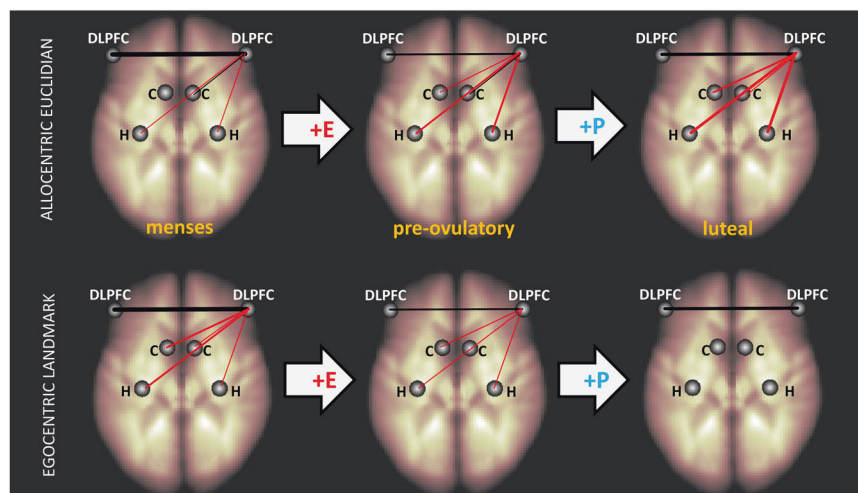 ALLOCENTRIC EUCLIDIAN
DLPFC DLPFC
C C
H H
menses
+E
DLPFC DLPFC
C C
H H
pre-ovulatory
+P
DLPFC DLPFC
C C
H H
luteal
EGOCENTRIC LANDMARK
DLPFC DLPFC
C C
H H
+E
DLPFC DLPFC
C C
H H
+P
DLPFC DLPFC
C C
H H